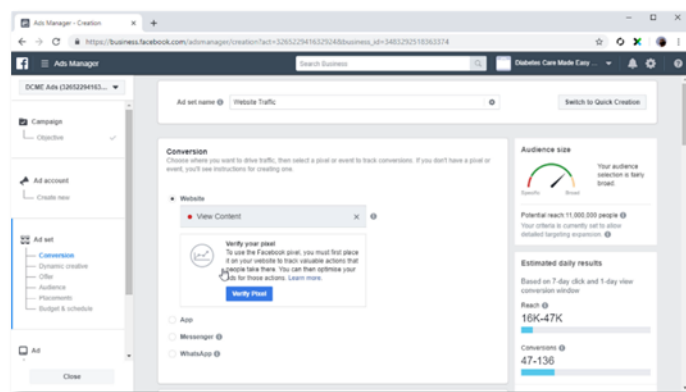 Ads Manager - Creation
https://business.facebook.com/adsmanager/creation?act=326522941632924&business_id=3483292518363374
Ads Manager
Search Business
Diabetes Care Made Easy ...
DCME Ads (32652294163...
Ad set name
Website Traffic
Switch to Quick Creation
Campaign
Objective
Ad account
Create new
Ad set
Conversion
Dynamic creative
Offer
Audience
Placements
Budget & schedule
Ad
Close
Conversion
Choose where you want to drive traffic, then select a pixel or event to track conversions. If you don't have a pixel or
event, you'll see instructions for creating one.
Website
View Content
Verify your pixel
To use the Facebook pixel, you must first place
it on your website to track valuable actions that
people take there. You can then optimise your
ads for those actions. Learn more.
Verify Pixel
App
Messenger
WhatsApp
Audience size
Your audience
selection is fairly
broad.
Specific
Broad
Potential reach 11,000,000 people
Your criteria is currently set to allow
detailed targeting expansion.
Estimated daily results
Based on 7-day click and 1-day view
conversion window
Reach
16K-47K
Conversions
47-136